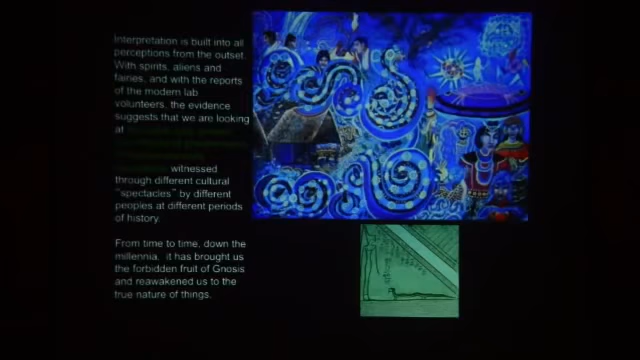 Interpretation is built into all
perceptions from the outset.
With spirits, aliens and
fairies, and with the reports
of the modern lab
volunteers, the evidence
suggests that we are looking
at
witnessed
through different cultural
"spectacles" by different
peoples at different periods
of history.
From time to time, down the
millennia, it has brought us
the forbidden fruit of Gnosis
and reawakened us to the
true nature of things.